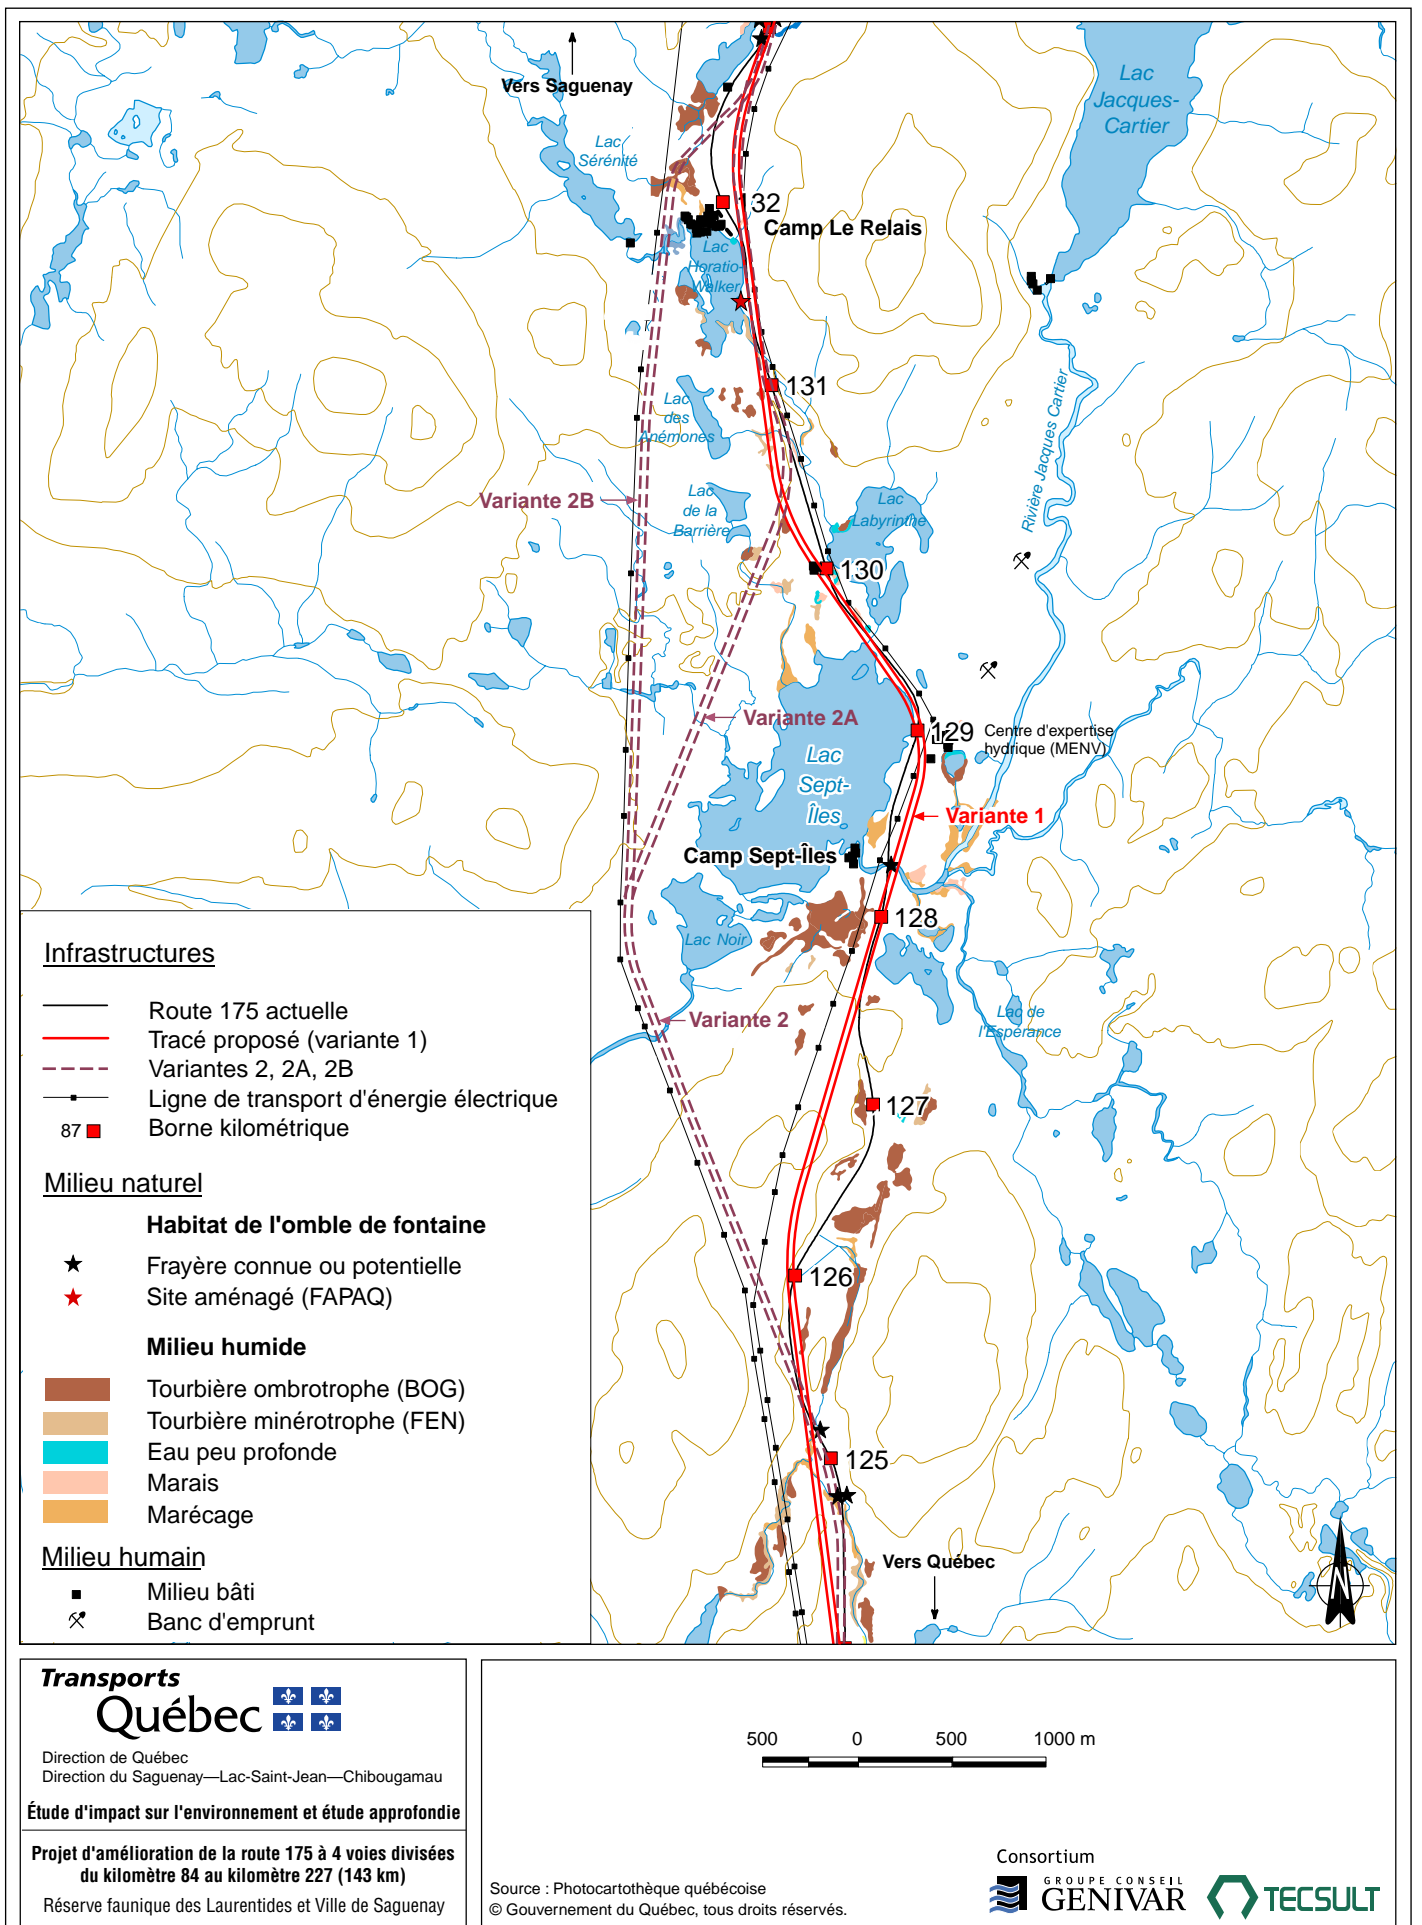 Vers Saguenay
Lac
Jacques-
Cartier
Lac
Sérénité
132
Camp Le Relais
Lac
Horatio-
Walker
131
Lac
des
Anémones
Rivière Jacques Cartier
Variante 2B
Lac
de la
Barrière
Lac
Labyrinthe
130
Variante 2A
129
Centre d'expertise
hydrique (MENV)
Lac
Sept-
Îles
Variante 1
Camp Sept-Îles
128
Lac Noir
Variante 2
Lac de
l'Espérance
127
126
125
Vers Québec
N
Infrastructures
Route 175 actuelle
Tracé proposé (variante 1)
Variantes 2, 2A, 2B
Ligne de transport d'énergie électrique
87 Borne kilométrique
Milieu naturel
Habitat de l'omble de fontaine
Frayère connue ou potentielle
Site aménagé (FAPAQ)
Milieu humide
Tourbière ombrotrophe (BOG)
Tourbière minérotrophe (FEN)
Eau peu profonde
Marais
Marécage
Milieu humain
Milieu bâti
Banc d'emprunt
Transports
Québec
Direction de Québec
Direction du Saguenay—Lac-Saint-Jean—Chibougamau
Étude d'impact sur l'environnement et étude approfondie
Projet d'amélioration de la route 175 à 4 voies divisées
du kilomètre 84 au kilomètre 227 (143 km)
Réserve faunique des Laurentides et Ville de Saguenay
500 0 500 1000 m
Source : Photocartothèque québécoise
© Gouvernement du Québec, tous droits réservés.
Consortium
GROUPE CONSEIL
GENIVAR
TECSULT